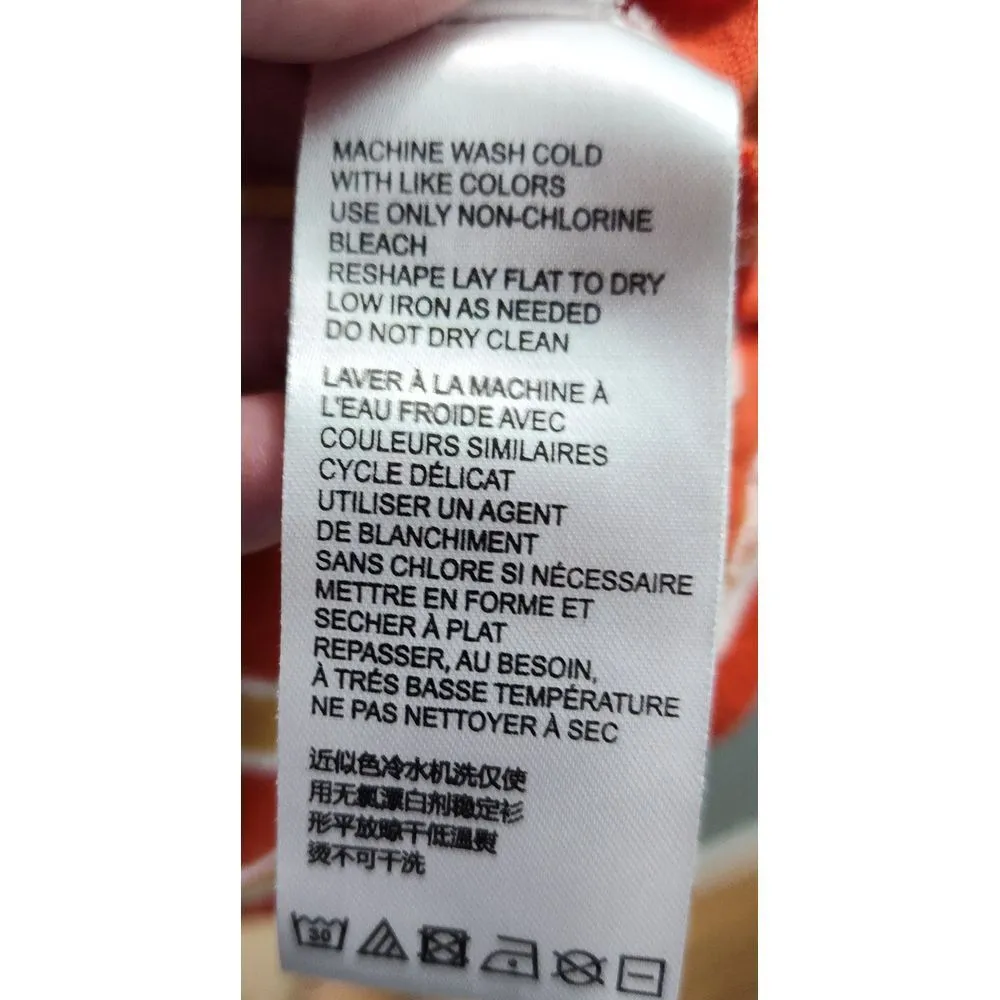 MACHINE WASH COLD
WITH LIKE COLORS
USE ONLY NON-CHLORINE
BLEACH
RESHAPE LAY FLAT TO DRY
LOW IRON AS NEEDED
DO NOT DRY CLEAN
LAVER À LA MACHINE À
L'EAU FROIDE AVEC
COULEURS SIMILAIRES
CYCLE DÉLICAT
UTILISER UN AGENT
DE BLANCHIMENT
SANS CHLORE SI NÉCESSAIRE
METTRE EN FORME ET
SECHER À PLAT
REPASSER, AU BESOIN,
À TRÉS BASSE TEMPÉRATURE
NE PAS NETTOYER À SEC
近似色冷水机洗仅使
用无氯漂白剂稳定衫
形平放晾干低温熨
烫不可干洗
30